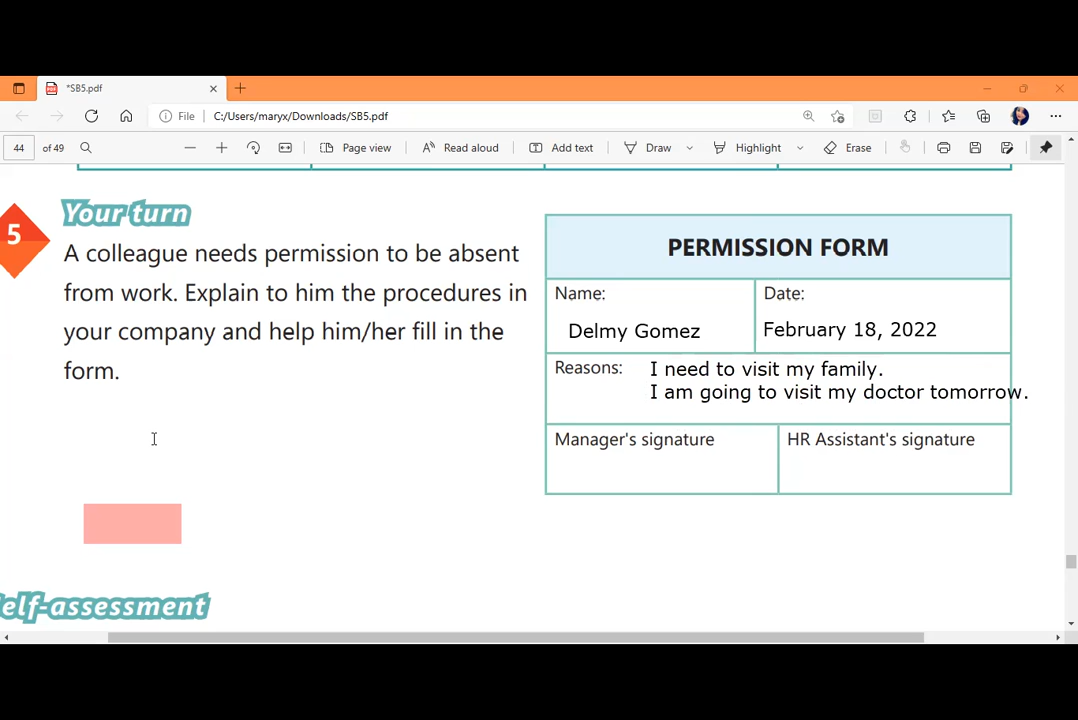 *SB5.pdf
File C:/Users/maryx/Downloads/SB5.pdf
44 of 49 Page view Read aloud Add text Draw Highlight Erase
5
Your turn
A colleague needs permission to be absent
from work. Explain to him the procedures in
your company and help him/her fill in the
form.
PERMISSION FORM
Name:
Delmy Gomez
Date:
February 18, 2022
Reasons: I need to visit my family.
I am going to visit my doctor tomorrow.
Manager's signature
HR Assistant's signature
elf-assessment